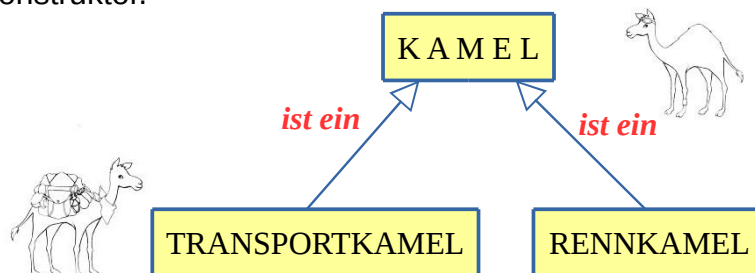 K A M E L
ist ein
ist ein
TRANSPORTKAMEL
RENNKAMEL